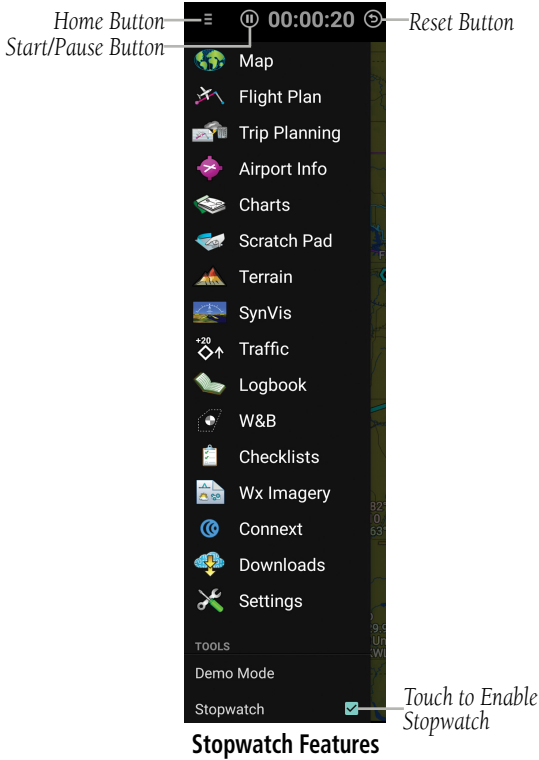 Home Button
Start/Pause Button
00:00:20
Reset Button
Map
Flight Plan
Trip Planning
Airport Info
Charts
Scratch Pad
Terrain
SynVis
+20
Traffic
Logbook
W&B
Checklists
Wx Imagery
Connext
Downloads
Settings
TOOLS
Demo Mode
Stopwatch
Touch to Enable
Stopwatch
Stopwatch Features